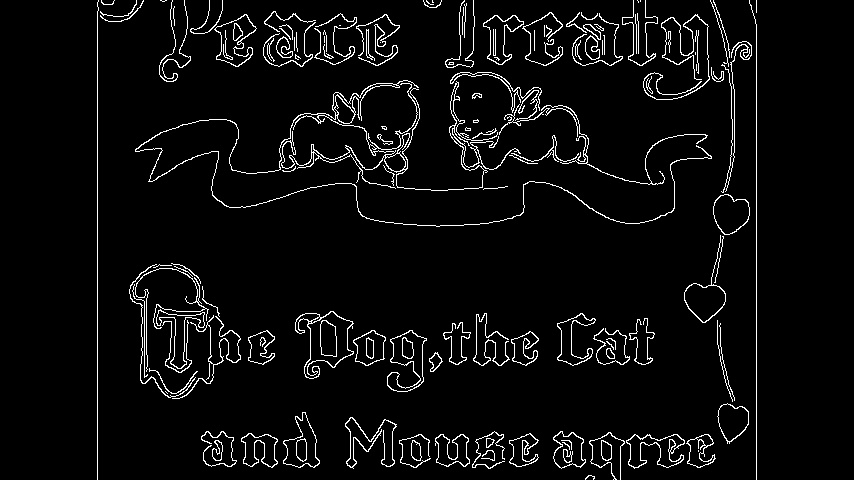 Peace Treaty
The Dog, the Cat
and Mouse agree